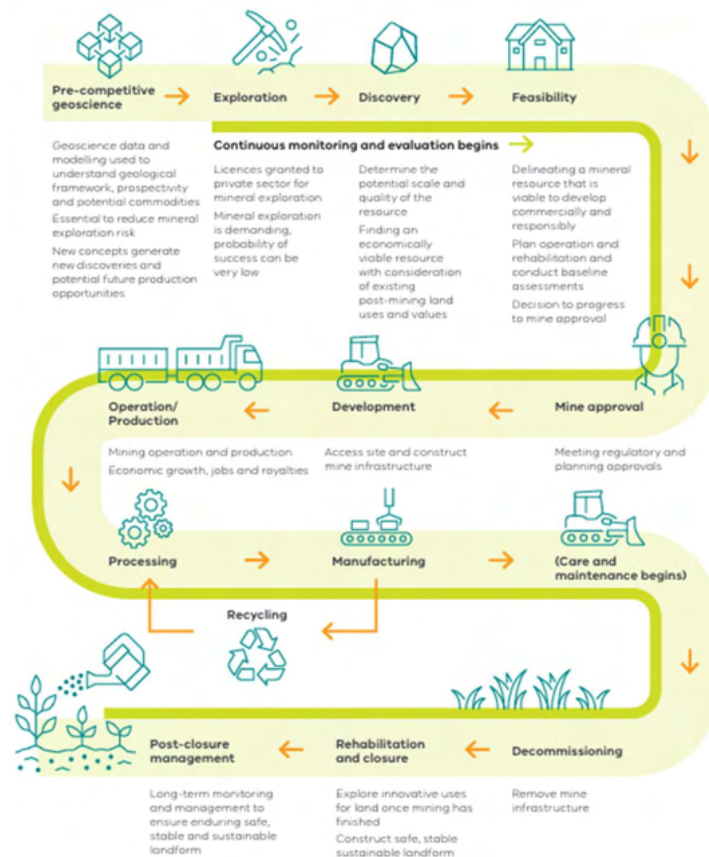 Pre-competitive
geoscience
Exploration
Discovery
Feasibility
Geoscience data and
modelling used to
understand geological
framework, prospectivity
and potential commodities
Essential to reduce mineral
exploration risk
New concepts generate
new discoveries and
potential future production
opportunities
Continuous monitoring and evaluation begins
Licences granted to
private sector for
mineral exploration
Mineral exploration
is demanding,
probability of
success can be
very low
Determine the
potential scale and
quality of the
resource
Finding an
economically
viable resource
with consideration
of existing
post-mining land
uses and values
Delineating a mineral
resource that is
viable to develop
commercially and
responsibly
Plan operation and
rehabilitation and
conduct baseline
assessments
Decision to progress
to mine approval
Operation/
Production
Development
Mine approval
Mining operation and production
Economic growth, jobs and royalties
Access site and construct
mine infrastructure
Meeting regulatory and
planning approvals
Processing
Manufacturing
(Care and
maintenance begins)
Recycling
Post-closure
management
Rehabilitation
and closure
Decommissioning
Long-term monitoring
and management to
ensure enduring safe,
stable and sustainable
landform
Explore innovative uses
for land once mining has
finished
Construct safe, stable
sustainable landform
Remove mine
infrastructure